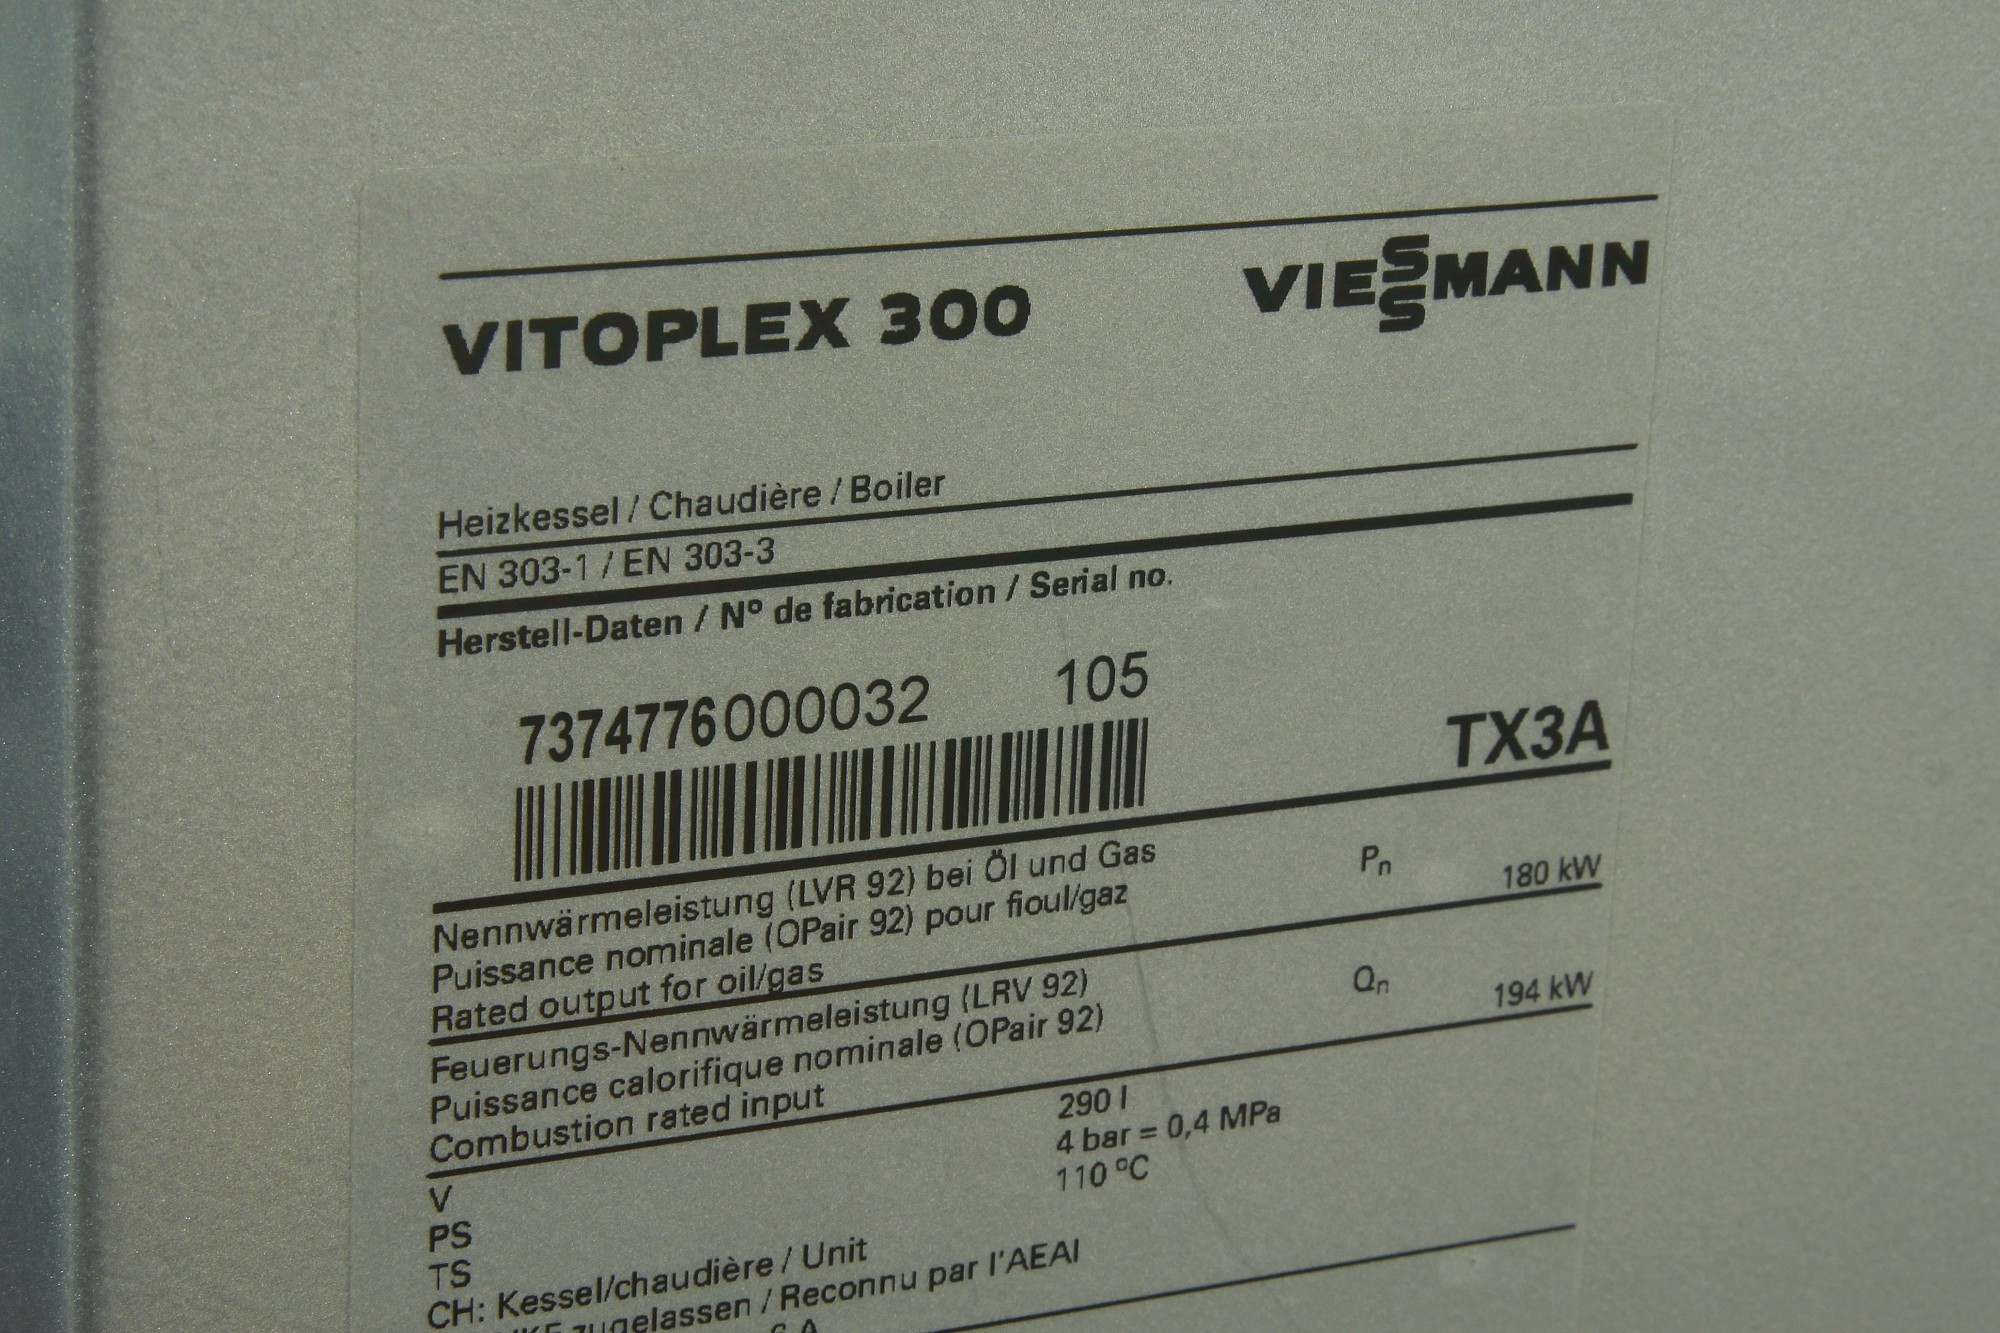 VITOPLEX 300 VIESSMANN
Heizkessel / Chaudière / Boiler
EN 303-1 / EN 303-3
Herstell-Daten / Nº de fabrication / Serial no.
7374776000032 105
TX3A
Nennwärmeleistung (LVR 92) bei Öl und Gas Pn 180 kW
Puissance nominale (OPair 92) pour fioul/gaz
Rated output for oil/gas
Feuerungs-Nennwärmeleistung (LRV 92) Qn 194 kW
Puissance calorifique nominale (OPair 92)
Combustion rated input
V 290 l
PS 4 bar = 0,4 MPa
TS 110 ºC
CH: Kessel/chaudière / Unit
zugelassen / Reconnu par l'AEAI